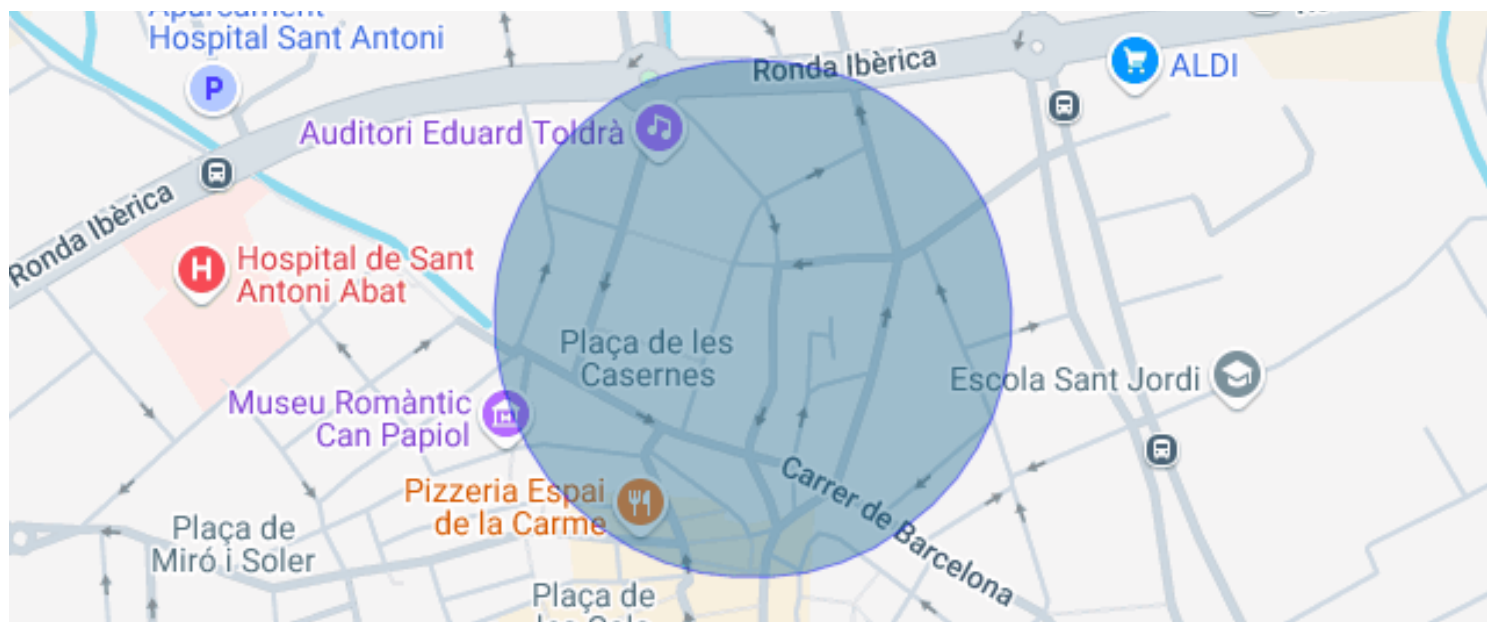 Aparcament
Hospital Sant Antoni
P
Ronda Ibèrica
ALDI
Auditori Eduard Toldrà
Ronda Ibèrica
H
Hospital de Sant
Antoni Abat
Plaça de les
Casernes
Escola Sant Jordi
Museu Romàntic
Can Papiol
Carrer de Barcelona
Pizzeria Espai
de la Carme
Plaça de
Miró i Soler
Plaça de